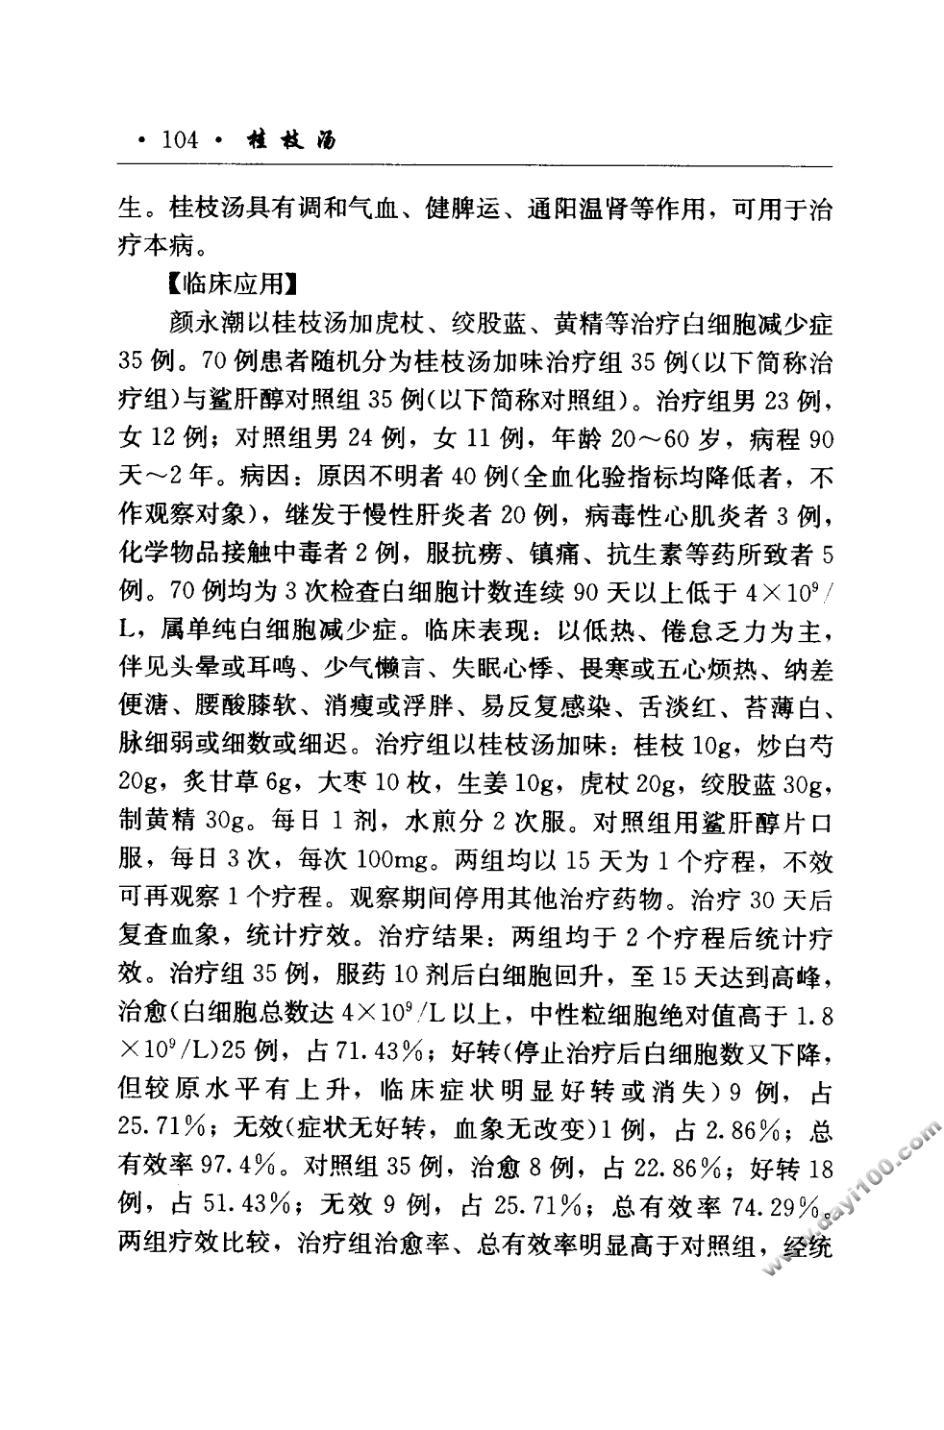 ·104· 桂枝汤
生。桂枝汤具有调和气血、健脾运、通阳温肾等作用，可用于治
疗本病。
【临床应用】
颜永潮以桂枝汤加虎杖、绞股蓝、黄精等治疗白细胞减少症
35例。70例患者随机分为桂枝汤加味治疗组35例(以下简称治
疗组)与鲨肝醇对照组35例(以下简称对照组)。治疗组男23例，
女12例；对照组男24例，女11例，年龄20～60岁，病程90
天～2年。病因：原因不明者40例(全血化验指标均降低者，不
作观察对象)，继发于慢性肝炎者20例，病毒性心肌炎者3例，
化学物品接触中毒者2例，服抗痨、镇痛、抗生素等药所致者5
例。70例均为3次检查白细胞计数连续90天以上低于4×10⁹/
L，属单纯白细胞减少症。临床表现：以低热、倦怠乏力为主，
伴见头晕或耳鸣、少气懒言、失眠心悸、畏寒或五心烦热、纳差
便溏、腰酸膝软、消瘦或浮胖、易反复感染、舌淡红、苔薄白、
脉细弱或细数或细迟。治疗组以桂枝汤加味：桂枝10g，炒白芍
20g，炙甘草6g，大枣10枚，生姜10g，虎杖20g，绞股蓝30g，
制黄精30g。每日1剂，水煎分2次服。对照组用鲨肝醇片口
服，每日3次，每次100mg。两组均以15天为1个疗程，不效
可再观察1个疗程。观察期间停用其他治疗药物。治疗30天后
复查血象，统计疗效。治疗结果：两组均于2个疗程后统计疗
效。治疗组35例，服药10剂后白细胞回升，至15天达到高峰，
治愈(白细胞总数达4×10⁹/L以上，中性粒细胞绝对值高于1.8
×10⁹/L)25例，占71.43%；好转(停止治疗后白细胞数又下降，
但较原水平有上升，临床症状明显好转或消失)9例，占
25.71%；无效(症状无好转，血象无改变)1例，占2.86%；总
有效率97.4%。对照组35例，治愈8例，占22.86%；好转18
例，占51.43%；无效9例，占25.71%；总有效率74.29%。
两组疗效比较，治疗组治愈率、总有效率明显高于对照组，经统
www.dayi100.com